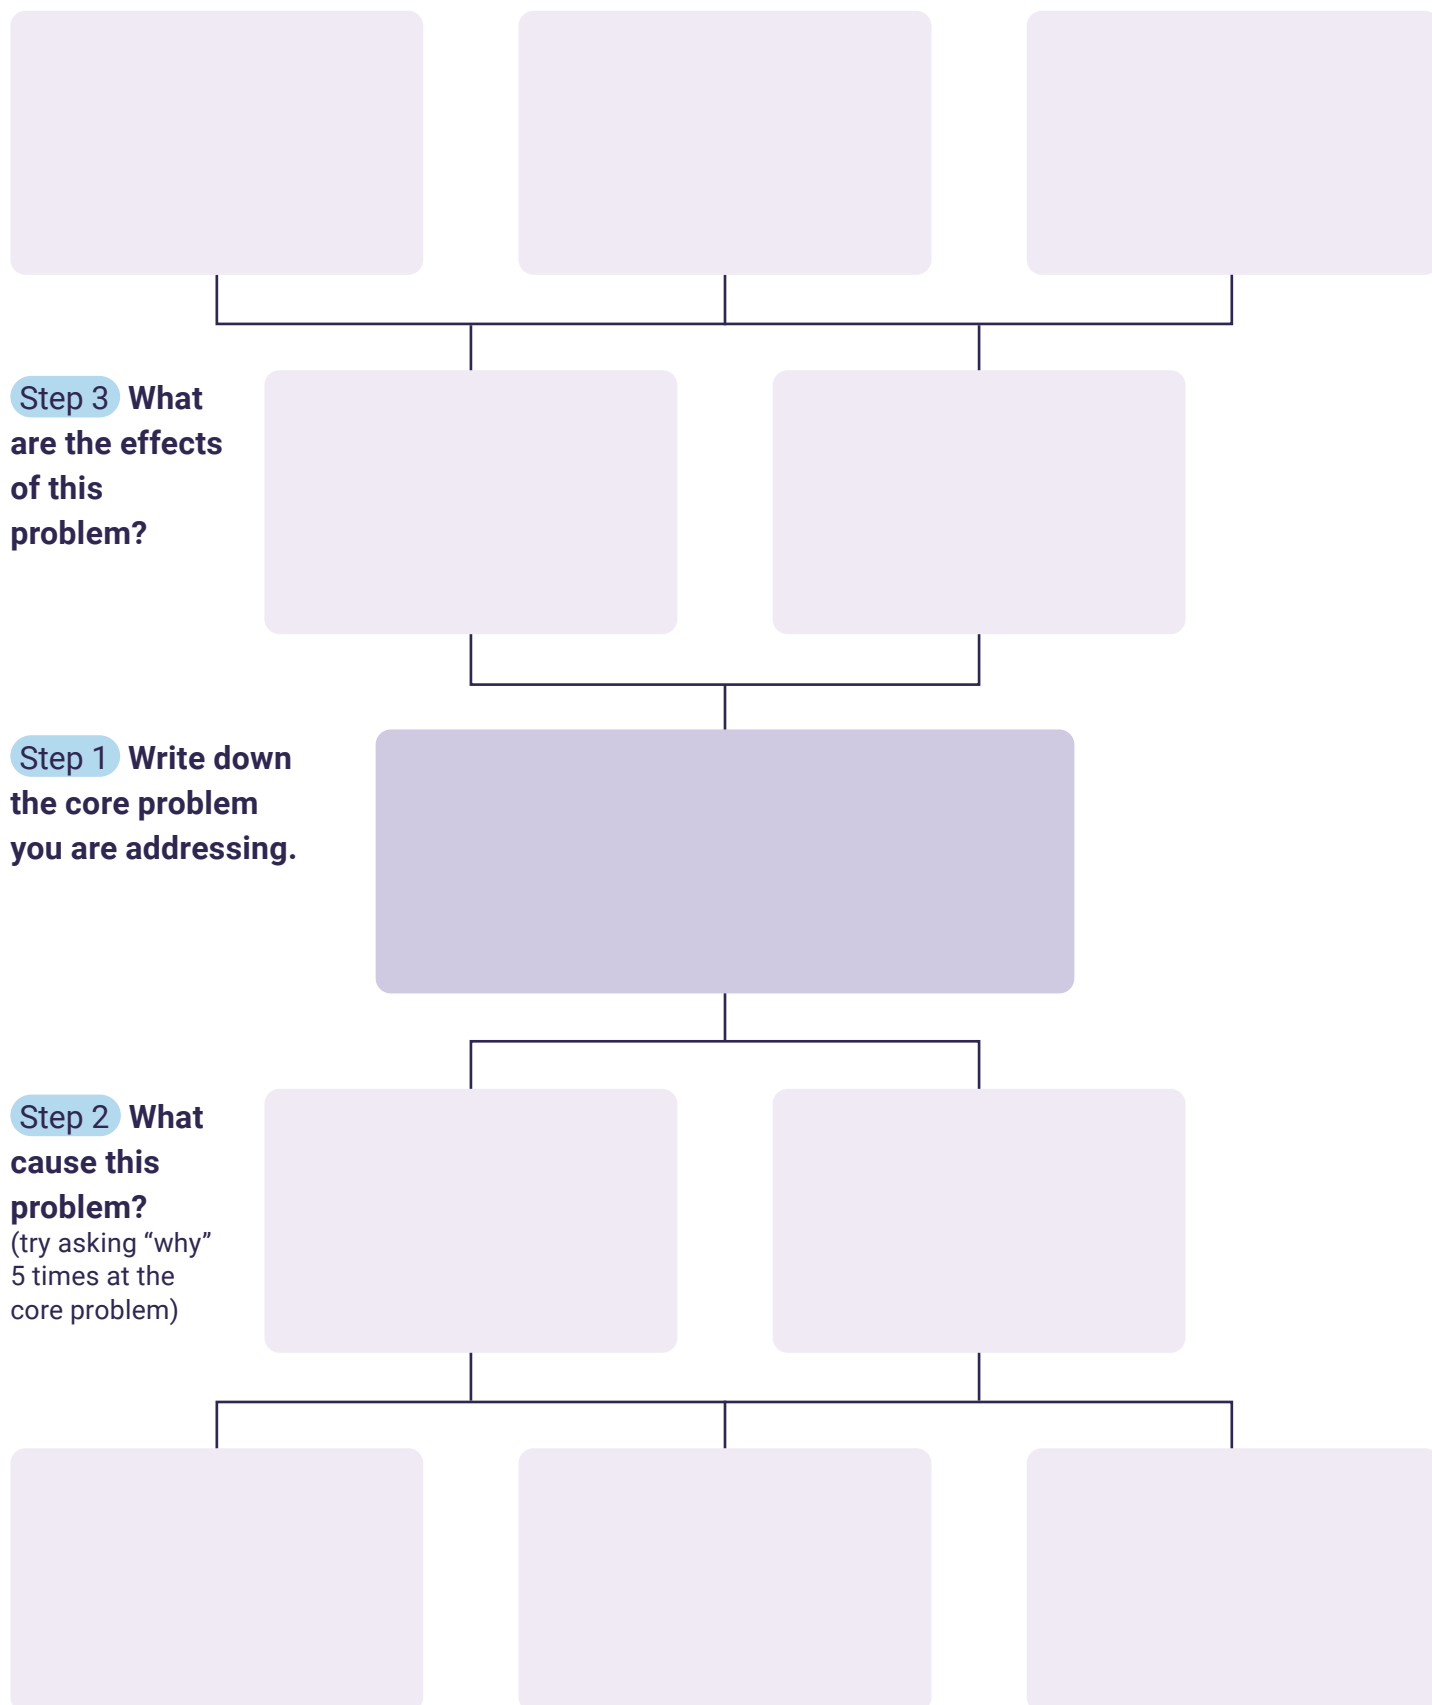 Step 3 What
are the effects
of this
problem?
Step 1 Write down
the core problem
you are addressing.
Step 2 What
cause this
problem?
(try asking “why”
5 times at the
core problem)